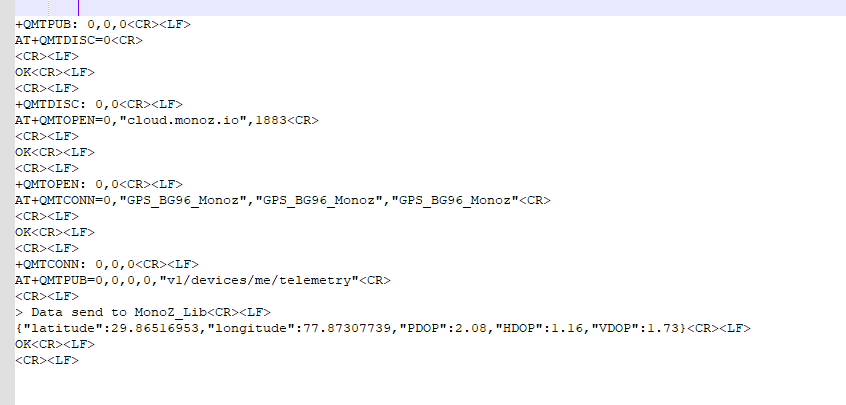 +QMTPUB: 0,0,0<CR><LF>
AT+QMTDISC=0<CR>
<CR><LF>
OK<CR><LF>
<CR><LF>
+QMTDISC: 0,0<CR><LF>
AT+QMTOPEN=0,"cloud.monoz.io",1883<CR>
<CR><LF>
OK<CR><LF>
<CR><LF>
+QMTOPEN: 0,0<CR><LF>
AT+QMTCONN=0,"GPS_BG96_Monoz","GPS_BG96_Monoz","GPS_BG96_Monoz"<CR>
<CR><LF>
OK<CR><LF>
<CR><LF>
+QMTCONN: 0,0,0<CR><LF>
AT+QMTPUB=0,0,0,0,"v1/devices/me/telemetry"<CR>
<CR><LF>
> Data send to MonoZ_Lib<CR><LF>
{"latitude":29.86516953,"longitude":77.87307739,"PDOP":2.08,"HDOP":1.16,"VDOP":1.73}<CR><LF>
OK<CR><LF>
<CR><LF>